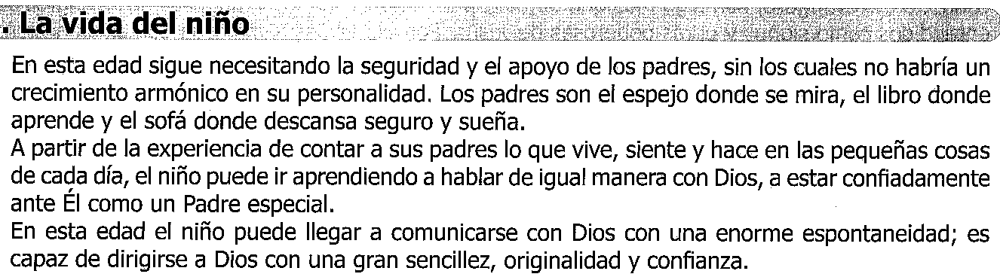 . La vida del niño
En esta edad sigue necesitando la seguridad y el apoyo de los padres, sin los cuales no habría un
crecimiento armónico en su personalidad. Los padres son el espejo donde se mira, el libro donde
aprende y el sofá donde descansa seguro y sueña.
A partir de la experiencia de contar a sus padres lo que vive, siente y hace en las pequeñas cosas
de cada día, el niño puede ir aprendiendo a hablar de igual manera con Dios, a estar confiadamente
ante Él como un Padre especial.
En esta edad el niño puede llegar a comunicarse con Dios con una enorme espontaneidad; es
capaz de dirigirse a Dios con una gran sencillez, originalidad y confianza.